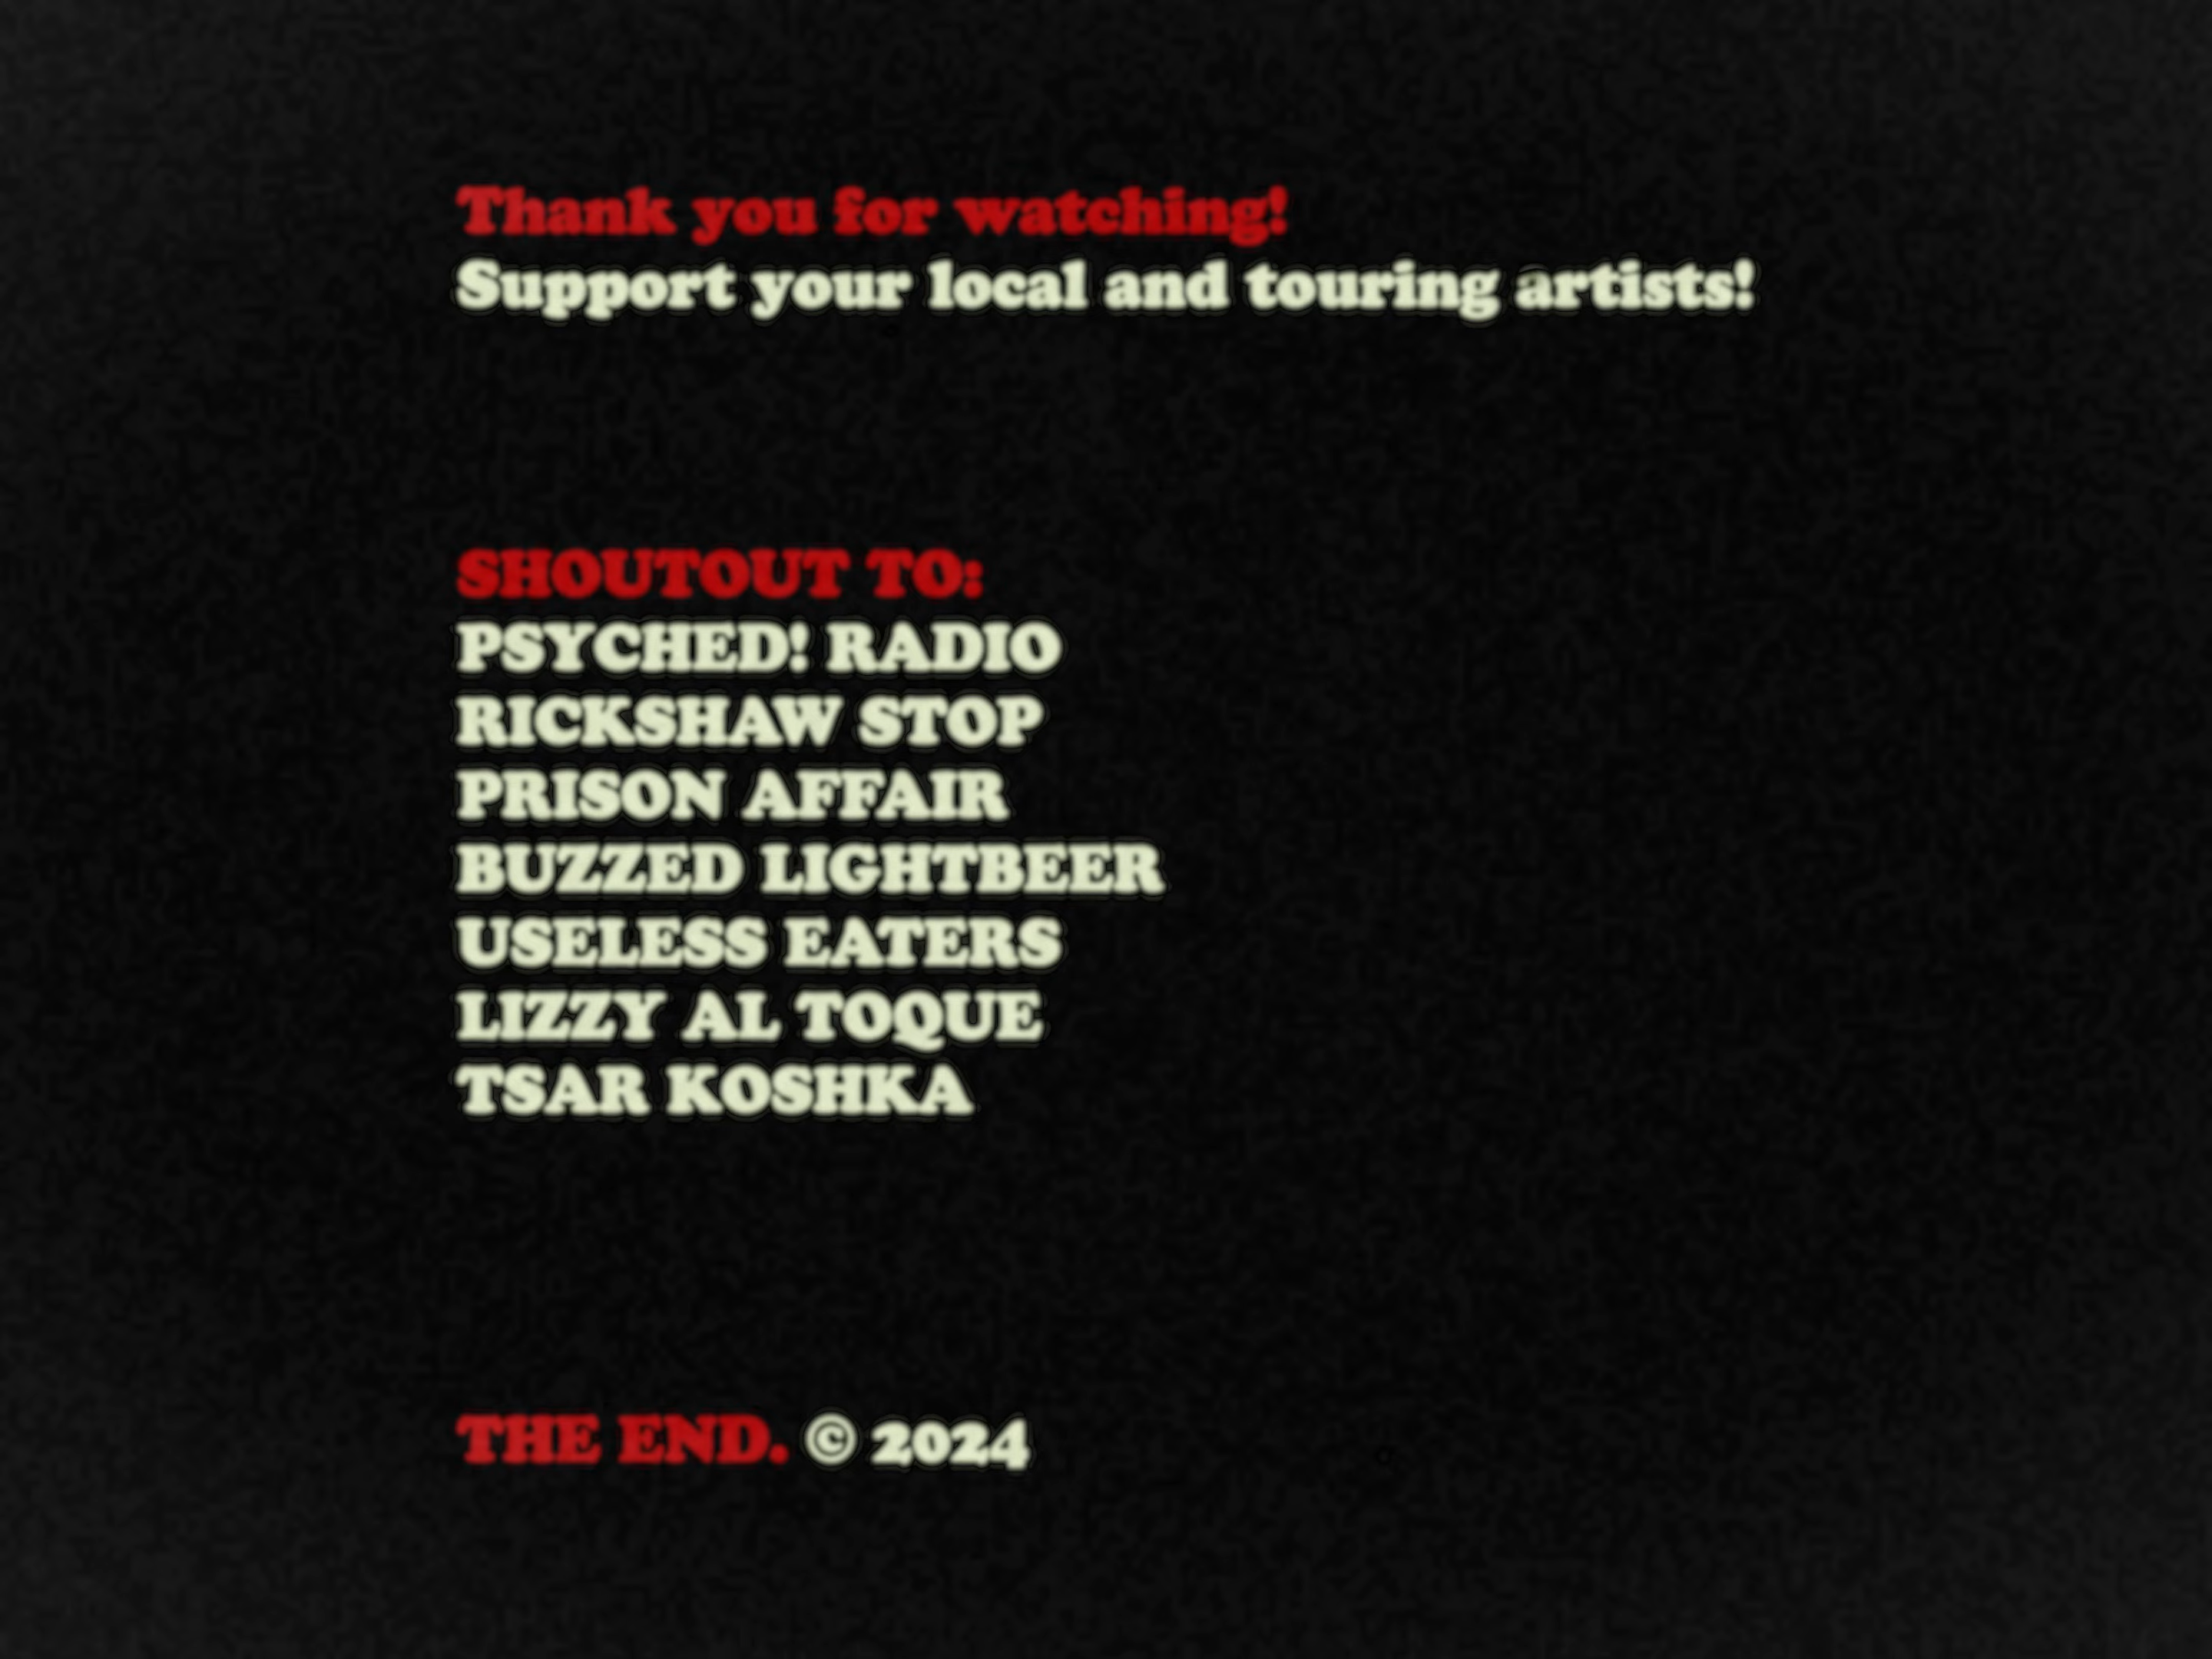 Thank you for watching!
Support your local and touring artists!
SHOUTOUT TO:
PSYCHED! RADIO
RICKSHAW STOP
PRISON AFFAIR
BUZZED LIGHTBEER
USELESS EATERS
LIZZY AL TOQUE
TSAR KOSHKA
THE END. © 2024